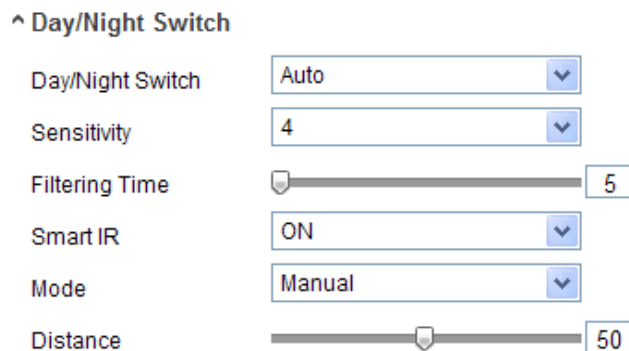 Day/Night Switch
Day/Night Switch Auto
Sensitivity 4
Filtering Time 5
Smart IR ON
Mode Manual
Distance 50